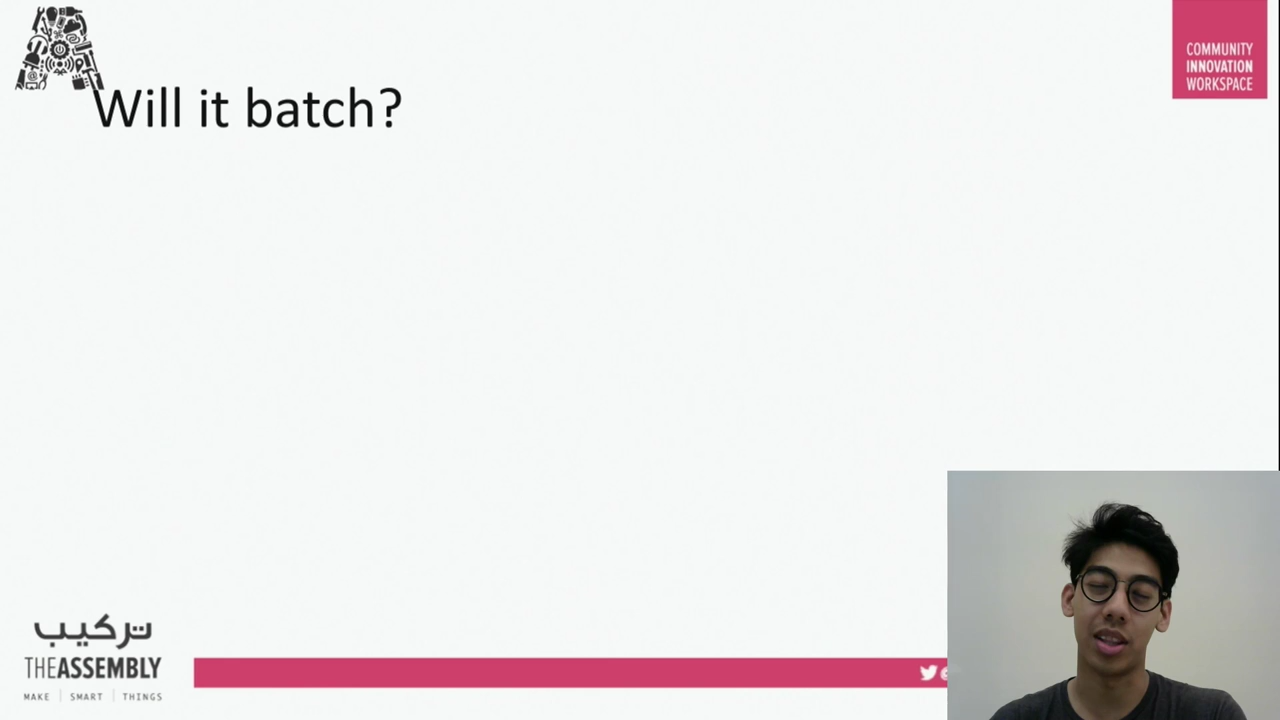 COMMUNITY
INNOVATION
WORKSPACE
Will it batch?
تركيب
THEASSEMBLY
MAKE | SMART | THINGS